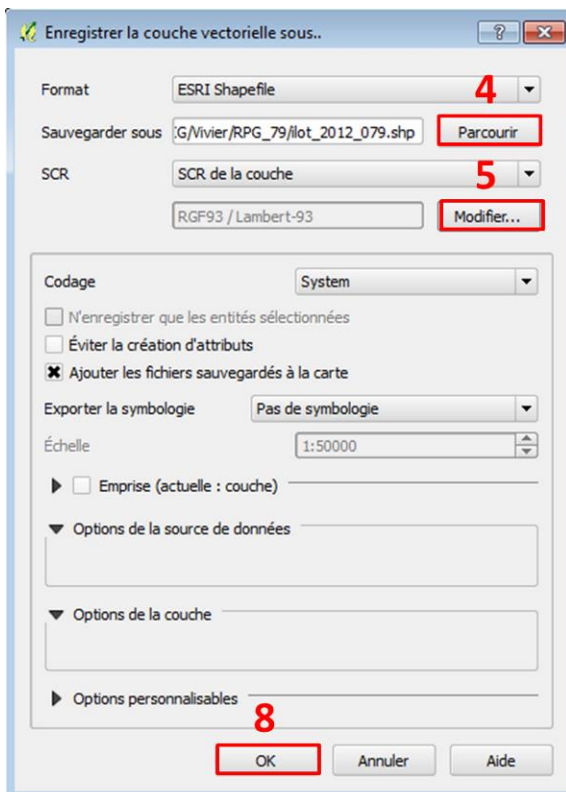 Enregistrer la couche vectorielle sous..
Format ESRI Shapefile 4
Sauvegarder sous :G/Vivier/RPG_79/ilot_2012_079.shp Parcourir
SCR SCR de la couche 5
RGF93 / Lambert-93 Modifier...
Codage System
N'enregistrer que les entités sélectionnées
Éviter la création d'attributs
Ajouter les fichiers sauvegardés à la carte
Exporter la symbologie Pas de symbologie
Échelle 1:50000
Emprise (actuelle : couche)
Options de la source de données
Options de la couche
Options personnalisables
8
OK Annuler Aide